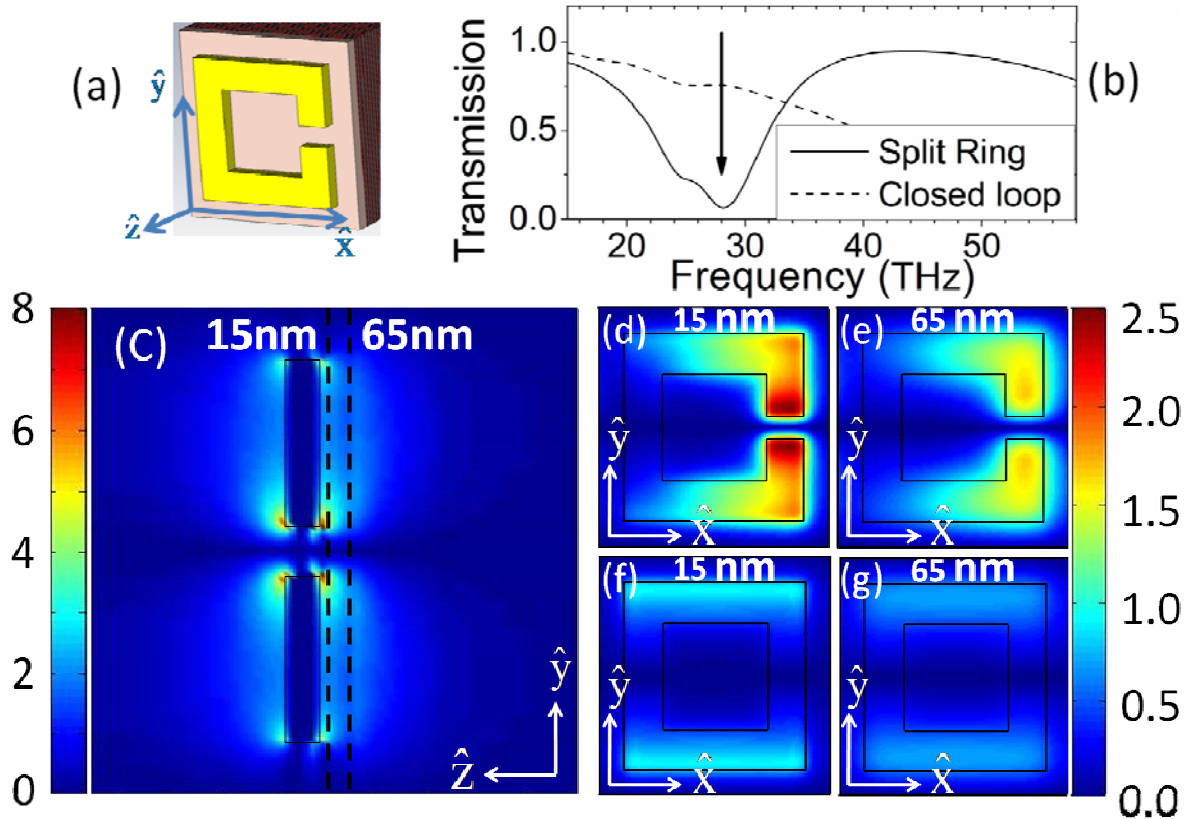 (a)
ŷ
ẑ
x̂
Transmission
1.0
0.5
0.0
(b)
Split Ring
Closed loop
20 30 40 50
Frequency (THz)
8
6
4
2
0
(C)
15nm 65nm
ŷ
ẑ
(d) 15 nm
ŷ
x̂
(e) 65 nm
ŷ
x̂
(f) 15 nm
ŷ
x̂
(g) 65 nm
ŷ
x̂
2.5
2.0
1.5
1.0
0.5
0.0